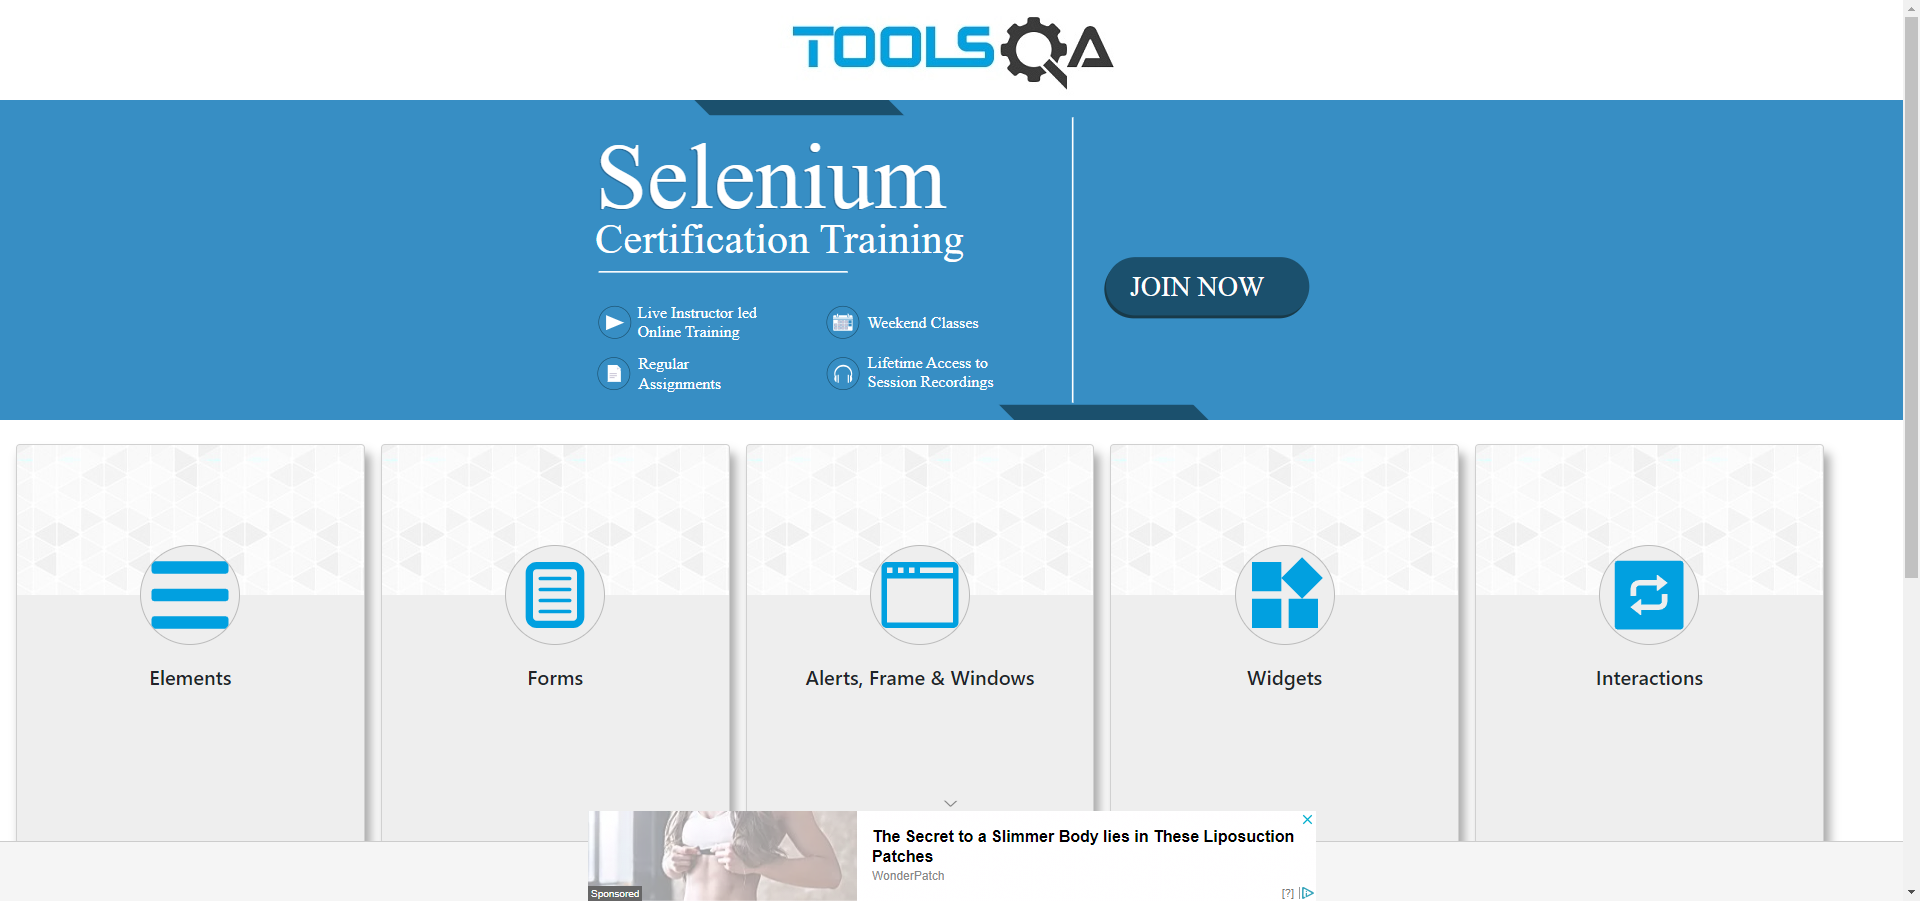 TOOLSQA
Selenium
Certification Training
Live Instructor led
Online Training
Weekend Classes
Regular
Assignments
Lifetime Access to
Session Recordings
JOIN NOW
Elements
Forms
Alerts, Frame & Windows
Widgets
Interactions
The Secret to a Slimmer Body lies in These Liposuction
Patches
WonderPatch
Sponsored
[?]